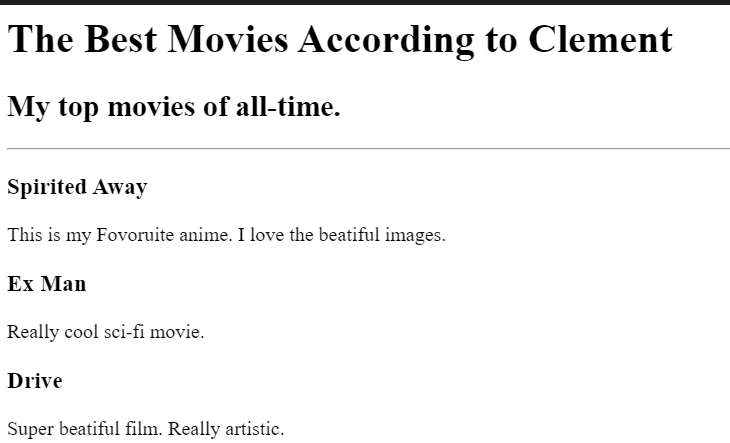 The Best Movies According to Clement
My top movies of all-time.
Spirited Away
This is my Fovoruite anime. I love the beatiful images.
Ex Man
Really cool sci-fi movie.
Drive
Super beatiful film. Really artistic.